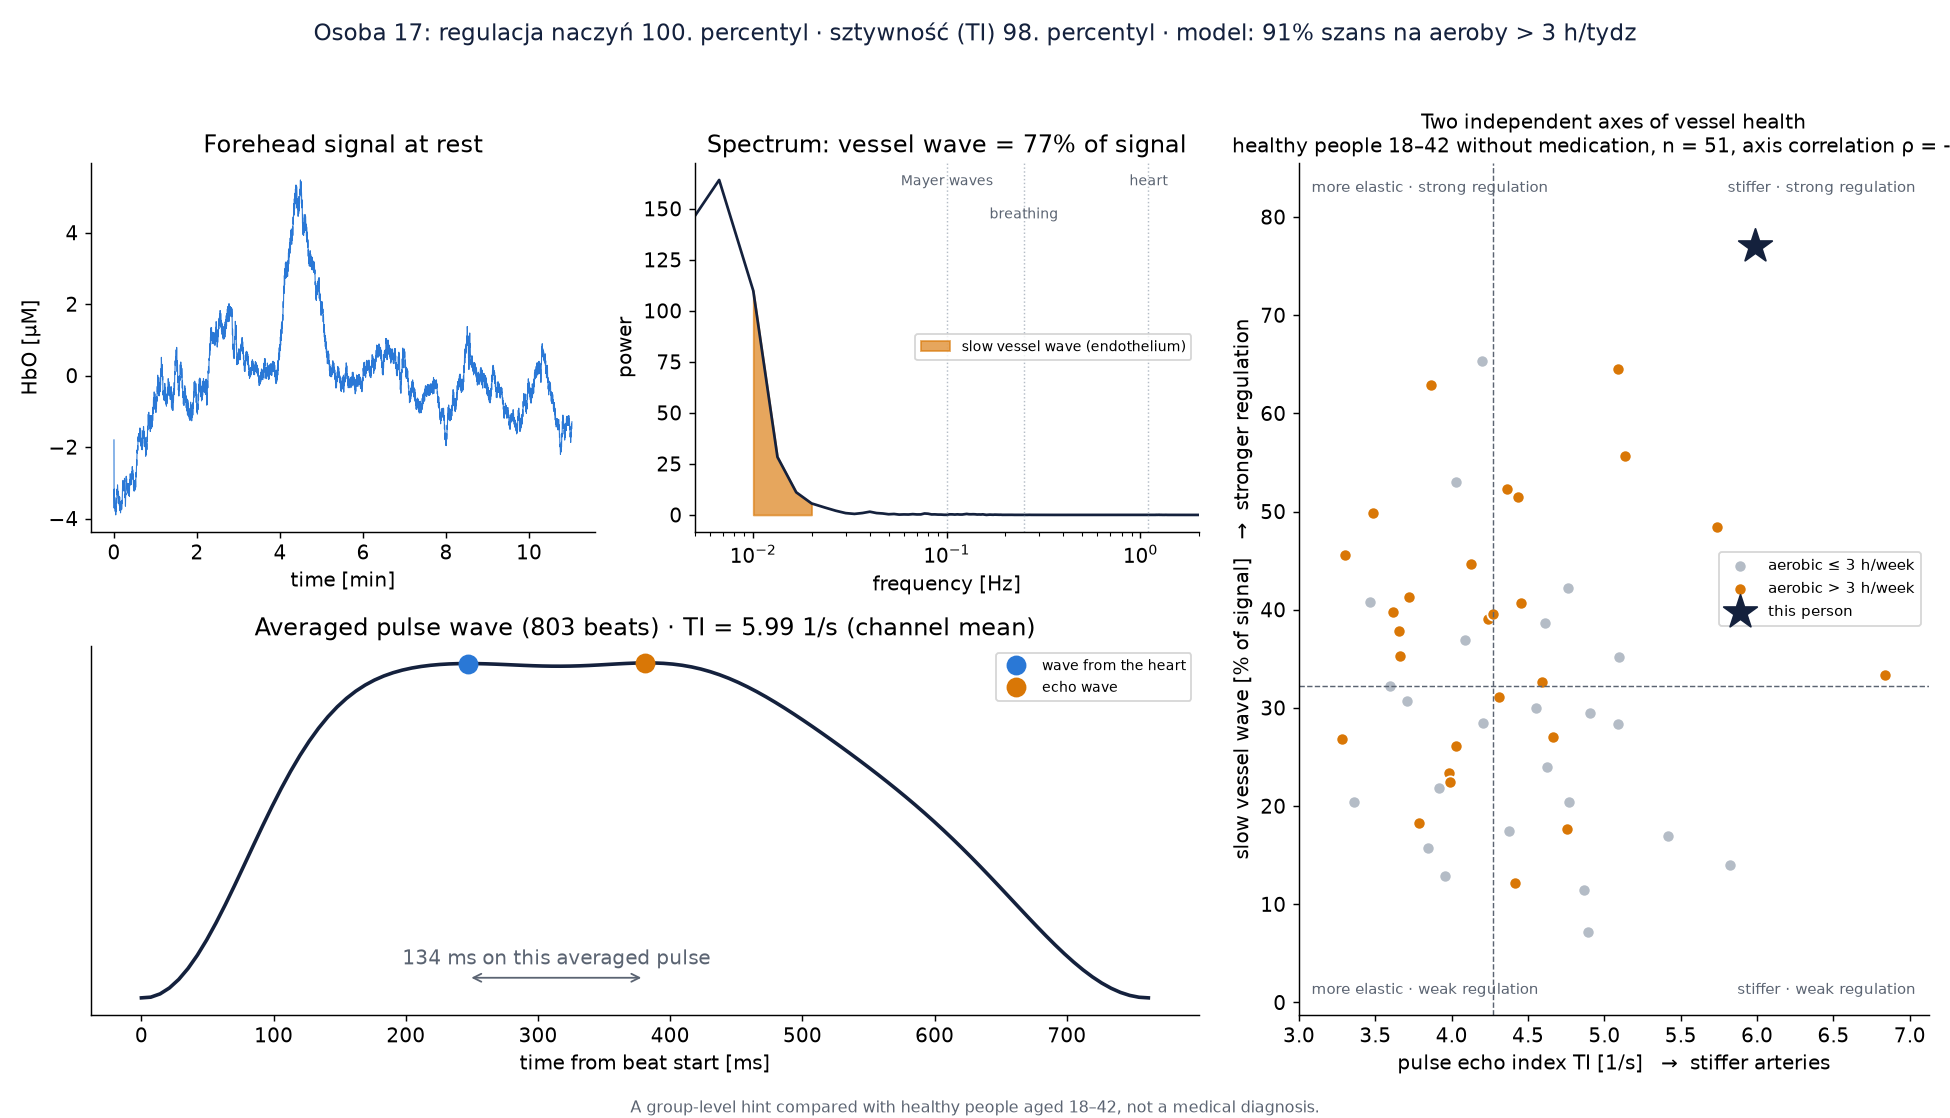 Osoba 17: regulacja naczyń 100. percentyl · sztywność (TI) 98. percentyl · model: 91% szans na aeroby > 3 h/tydz
Forehead signal at rest
HbO [µM]
4
2
0
−2
−4
0 2 4 6 8 10
time [min]
Spectrum: vessel wave = 77% of signal
Mayer waves
heart
breathing
power
150
125
100
75
50
25
0
slow vessel wave (endolthelium)
10⁻² 10⁻¹ 10⁰
frequency [Hz]
Averaged pulse wave (803 beats) · TI = 5.99 1/s (channel mean)
wave from the heart
echo wave
134 ms on this averaged pulse
0 100 200 300 400 500 600 700
time from beat start [ms]
Two independent axes of vessel health
healthy people 18–42 without medication, n = 51, axis correlation ρ = -
more elastic · strong regulation
stiffer · strong regulation
slow vessel wave [% of signal] → stronger regulation
80
70
60
50
40
30
20
10
0
aerobic ≤ 3 h/week
aerobic > 3 h/week
this person
more elastic · weak regulation
stiffer · weak regulation
3.0 3.5 4.0 4.5 5.0 5.5 6.0 6.5 7.0
pulse echo index TI [1/s] → stiffer arteries
A group-level hint compared with healthy people aged 18–42, not a medical diagnosis.